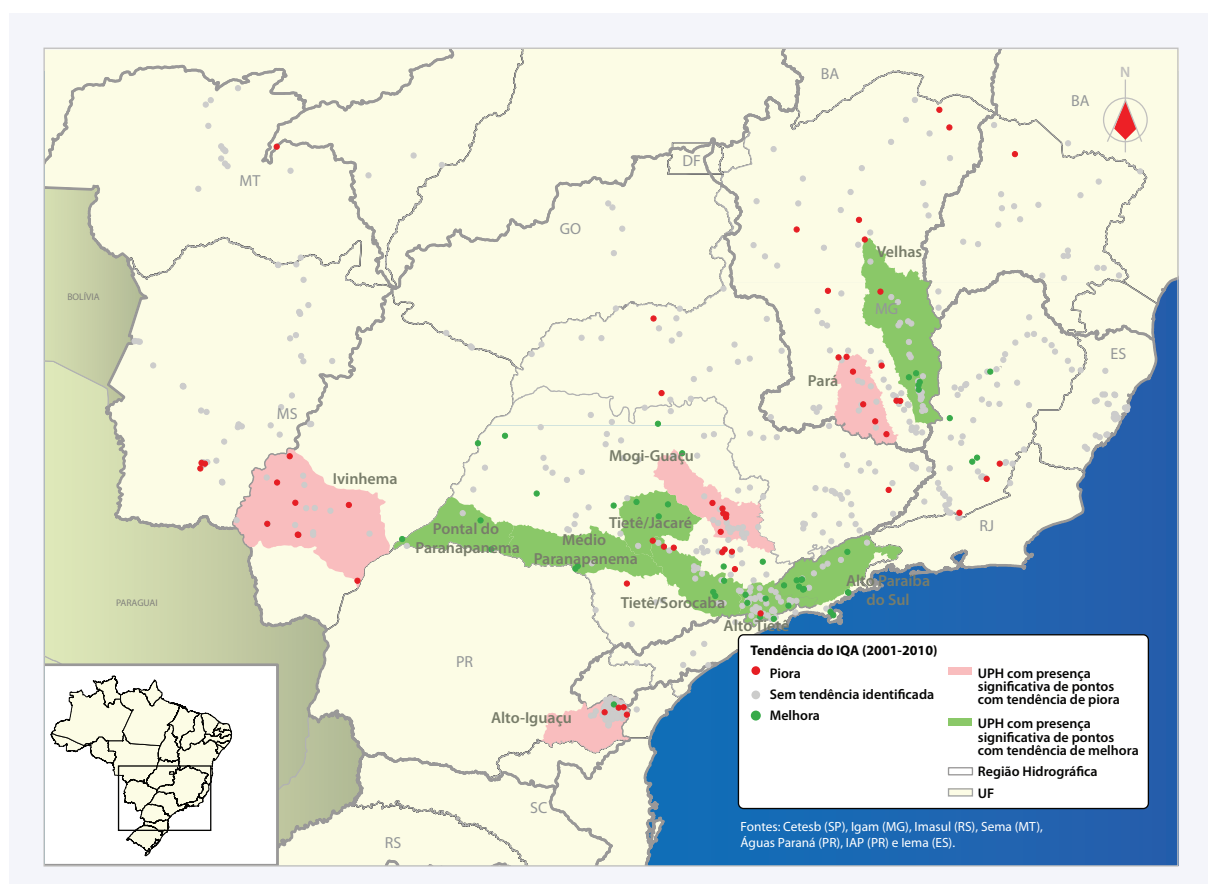 BA
BA
N
DF
MT
GO
BOLÍVIA
Velhas
MG
ES
Pará
MS
Mogi-Guaçu
Ivinhema
Tietê/Jacaré
Pontal do
Paranapanema
Médio
Paranapanema
RJ
Alto Paraíba
do Sul
PARAGUAI
Tietê/Sorocaba
Alto Tietê
PR
Alto-Iguaçu
SC
RS
Tendência do IQA (2001-2010)
Piora
Sem tendência identificada
Melhora
UPH com presença
significativa de pontos
com tendência de piora
UPH com presença
significativa de pontos
com tendência de melhora
Região Hidrográfica
UF
Fontes: Cetesb (SP), Igam (MG), Imasul (RS), Sema (MT),
Águas Paraná (PR), IAP (PR) e Iema (ES).